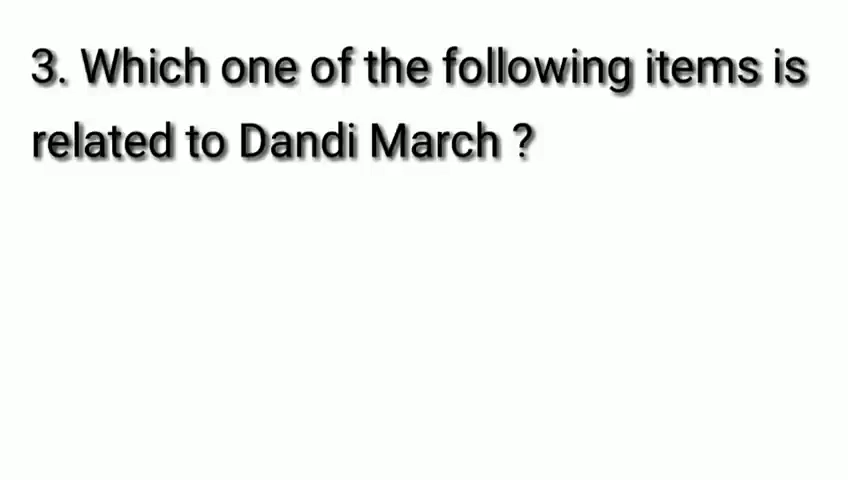 3. Which one of the following items is
related to Dandi March ?